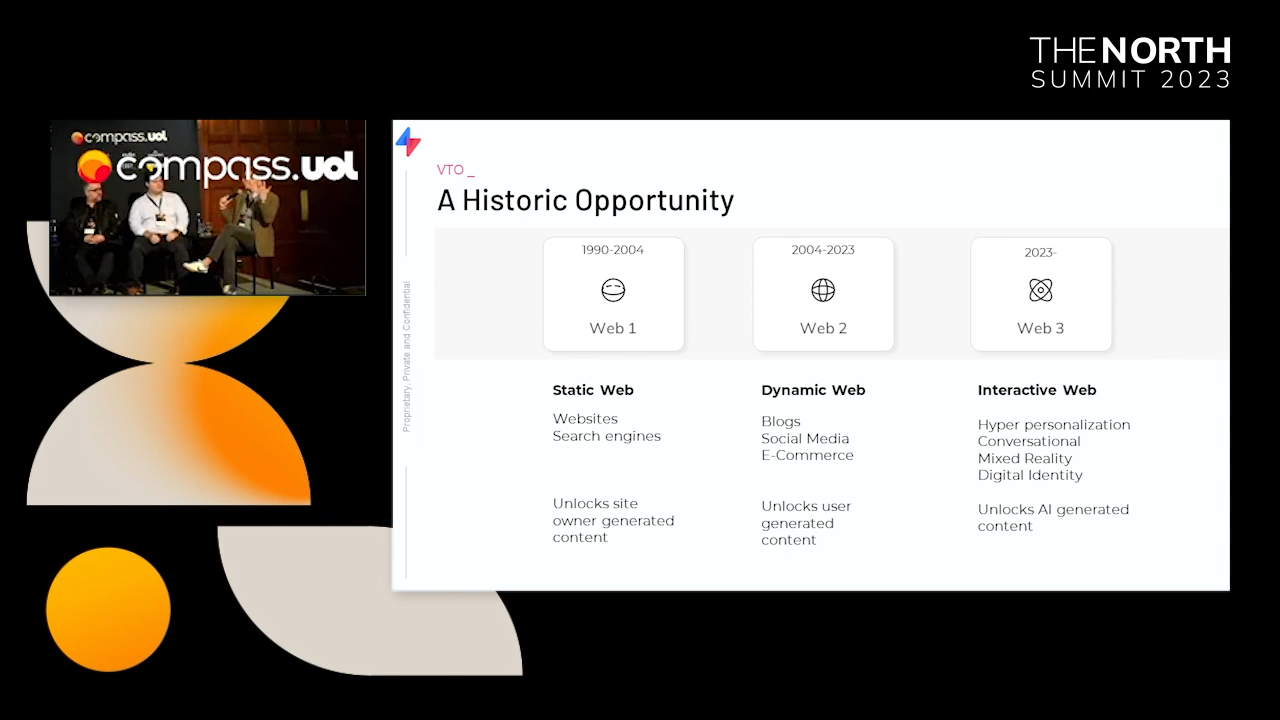 THE NORTH
SUMMIT 2023
compass.uol
compass.uol
VTO _
A Historic Opportunity
Proprietary, Private and Confidential
1990-2004
Web 1
2004-2023
Web 2
2023-
Web 3
Static Web
Websites
Search engines
Unlocks site
owner generated
content
Dynamic Web
Blogs
Social Media
E-Commerce
Unlocks user
generated
content
Interactive Web
Hyper personalization
Conversational
Mixed Reality
Digital Identity
Unlocks AI generated
content